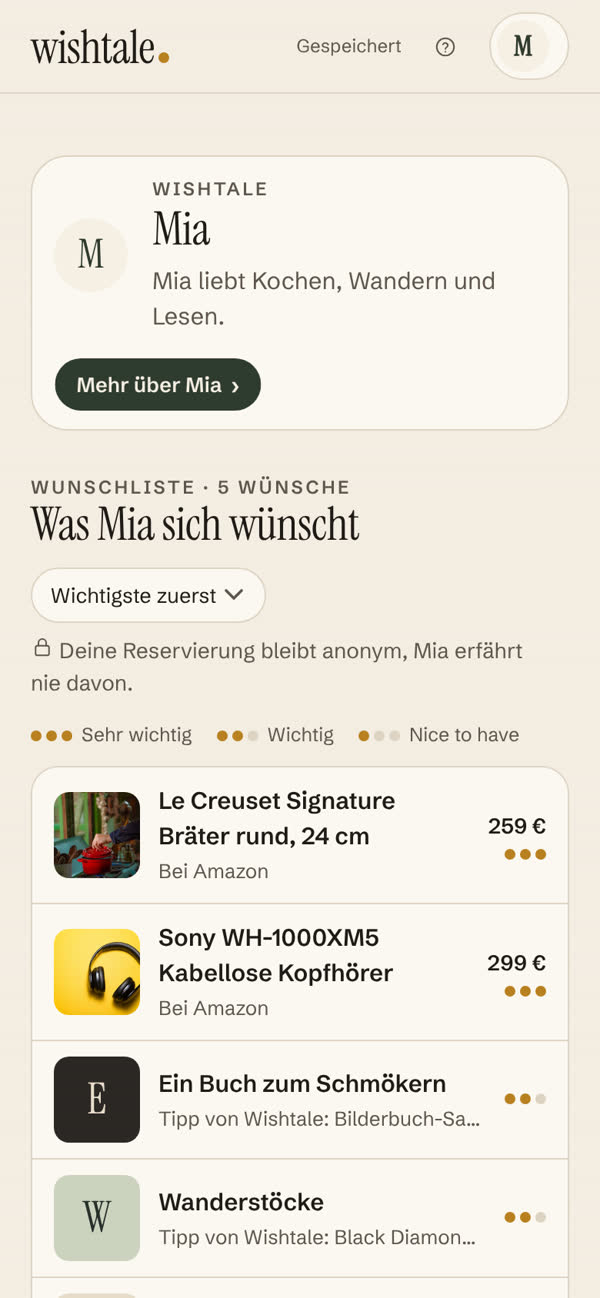 wishtale.
Gespeichert
M
WISHTALE
M
Mia
Mia liebt Kochen, Wandern und
Lesen.
Mehr über Mia ›
WUNSCHLISTE · 5 WÜNSCHE
Was Mia sich wünscht
Wichtigste zuerst
Deine Reservierung bleibt anonym, Mia erfährt
nie davon.
Sehr wichtig Wichtig Nice to have
Le Creuset Signature
Bräter rund, 24 cm
259 €
Bei Amazon
Sony WH-1000XM5
Kabellose Kopfhörer
299 €
Bei Amazon
E
Ein Buch zum Schmökern
Tipp von Wishtale: Bilderbuch-Sa...
W
Wanderstöcke
Tipp von Wishtale: Black Diamon...